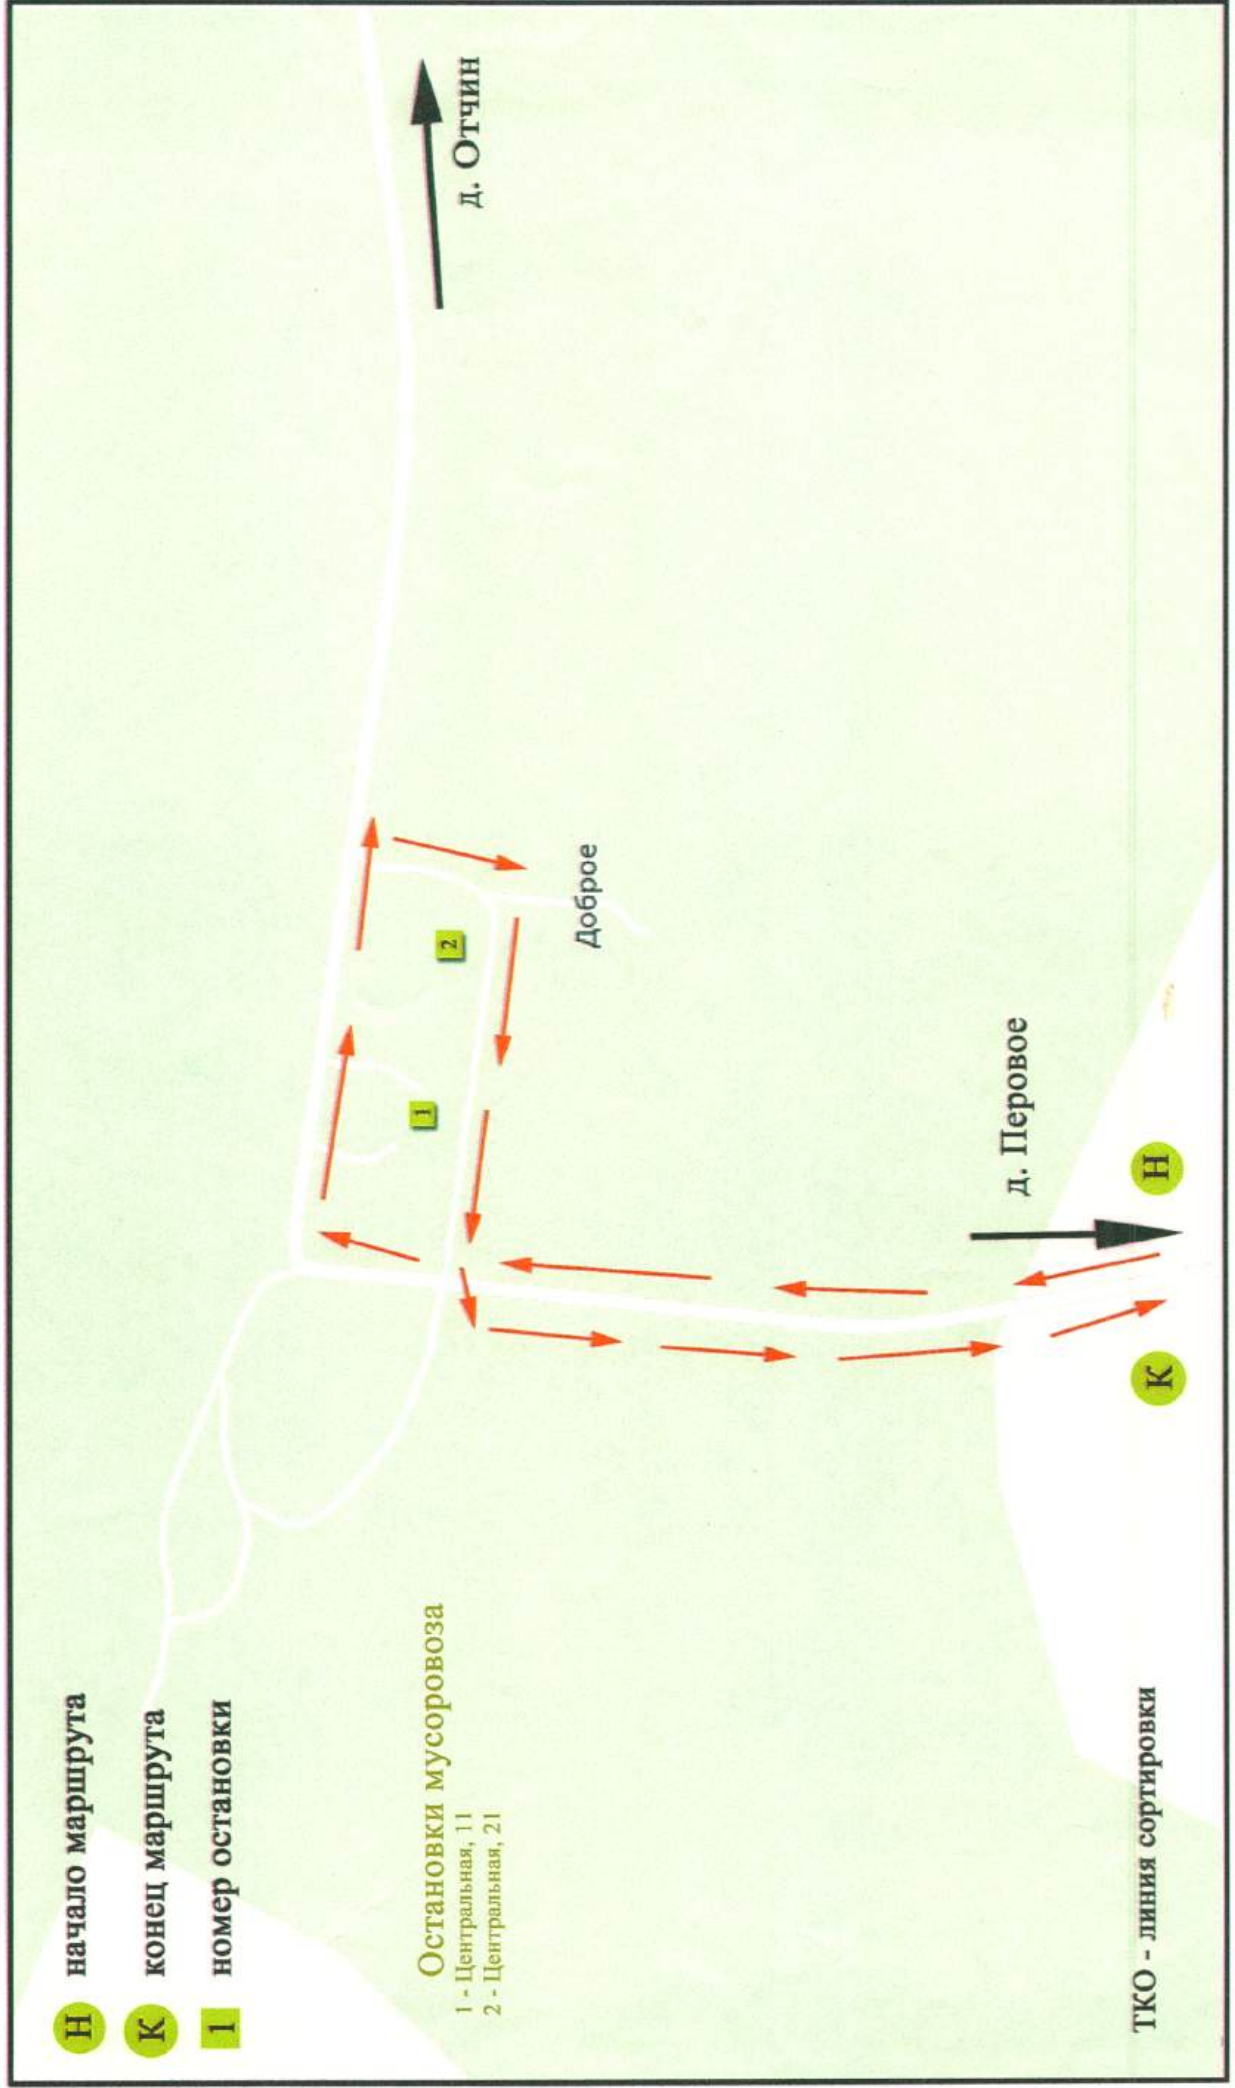 Н начало маршрута
К конец маршрута
1 номер остановки
Остановки мусоровоза
1 - Центральная, 11
2 - Центральная, 21
д. Отчин
1
2
Доброе
д. Перовое
К
Н
ТКО - линия сортировки